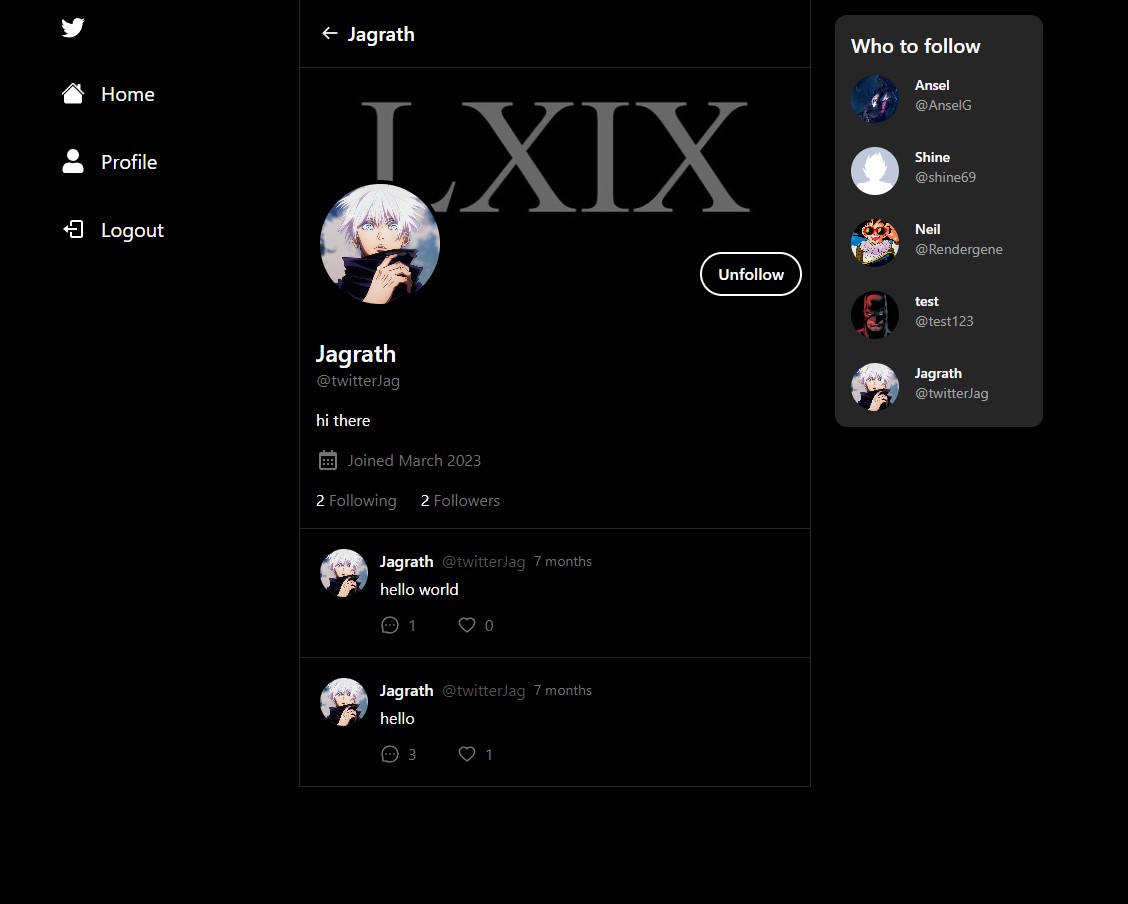 Home
Profile
Logout
Jagrath
LXIX
Unfollow
Jagrath
@twitterJag
hi there
Joined March 2023
2 Following 2 Followers
Jagrath @twitterJag 7 months
hello world
1 0
Jagrath @twitterJag 7 months
hello
3 1
Who to follow
Ansel
@AnselG
Shine
@shine69
Neil
@Rendergene
test
@test123
Jagrath
@twitterJag